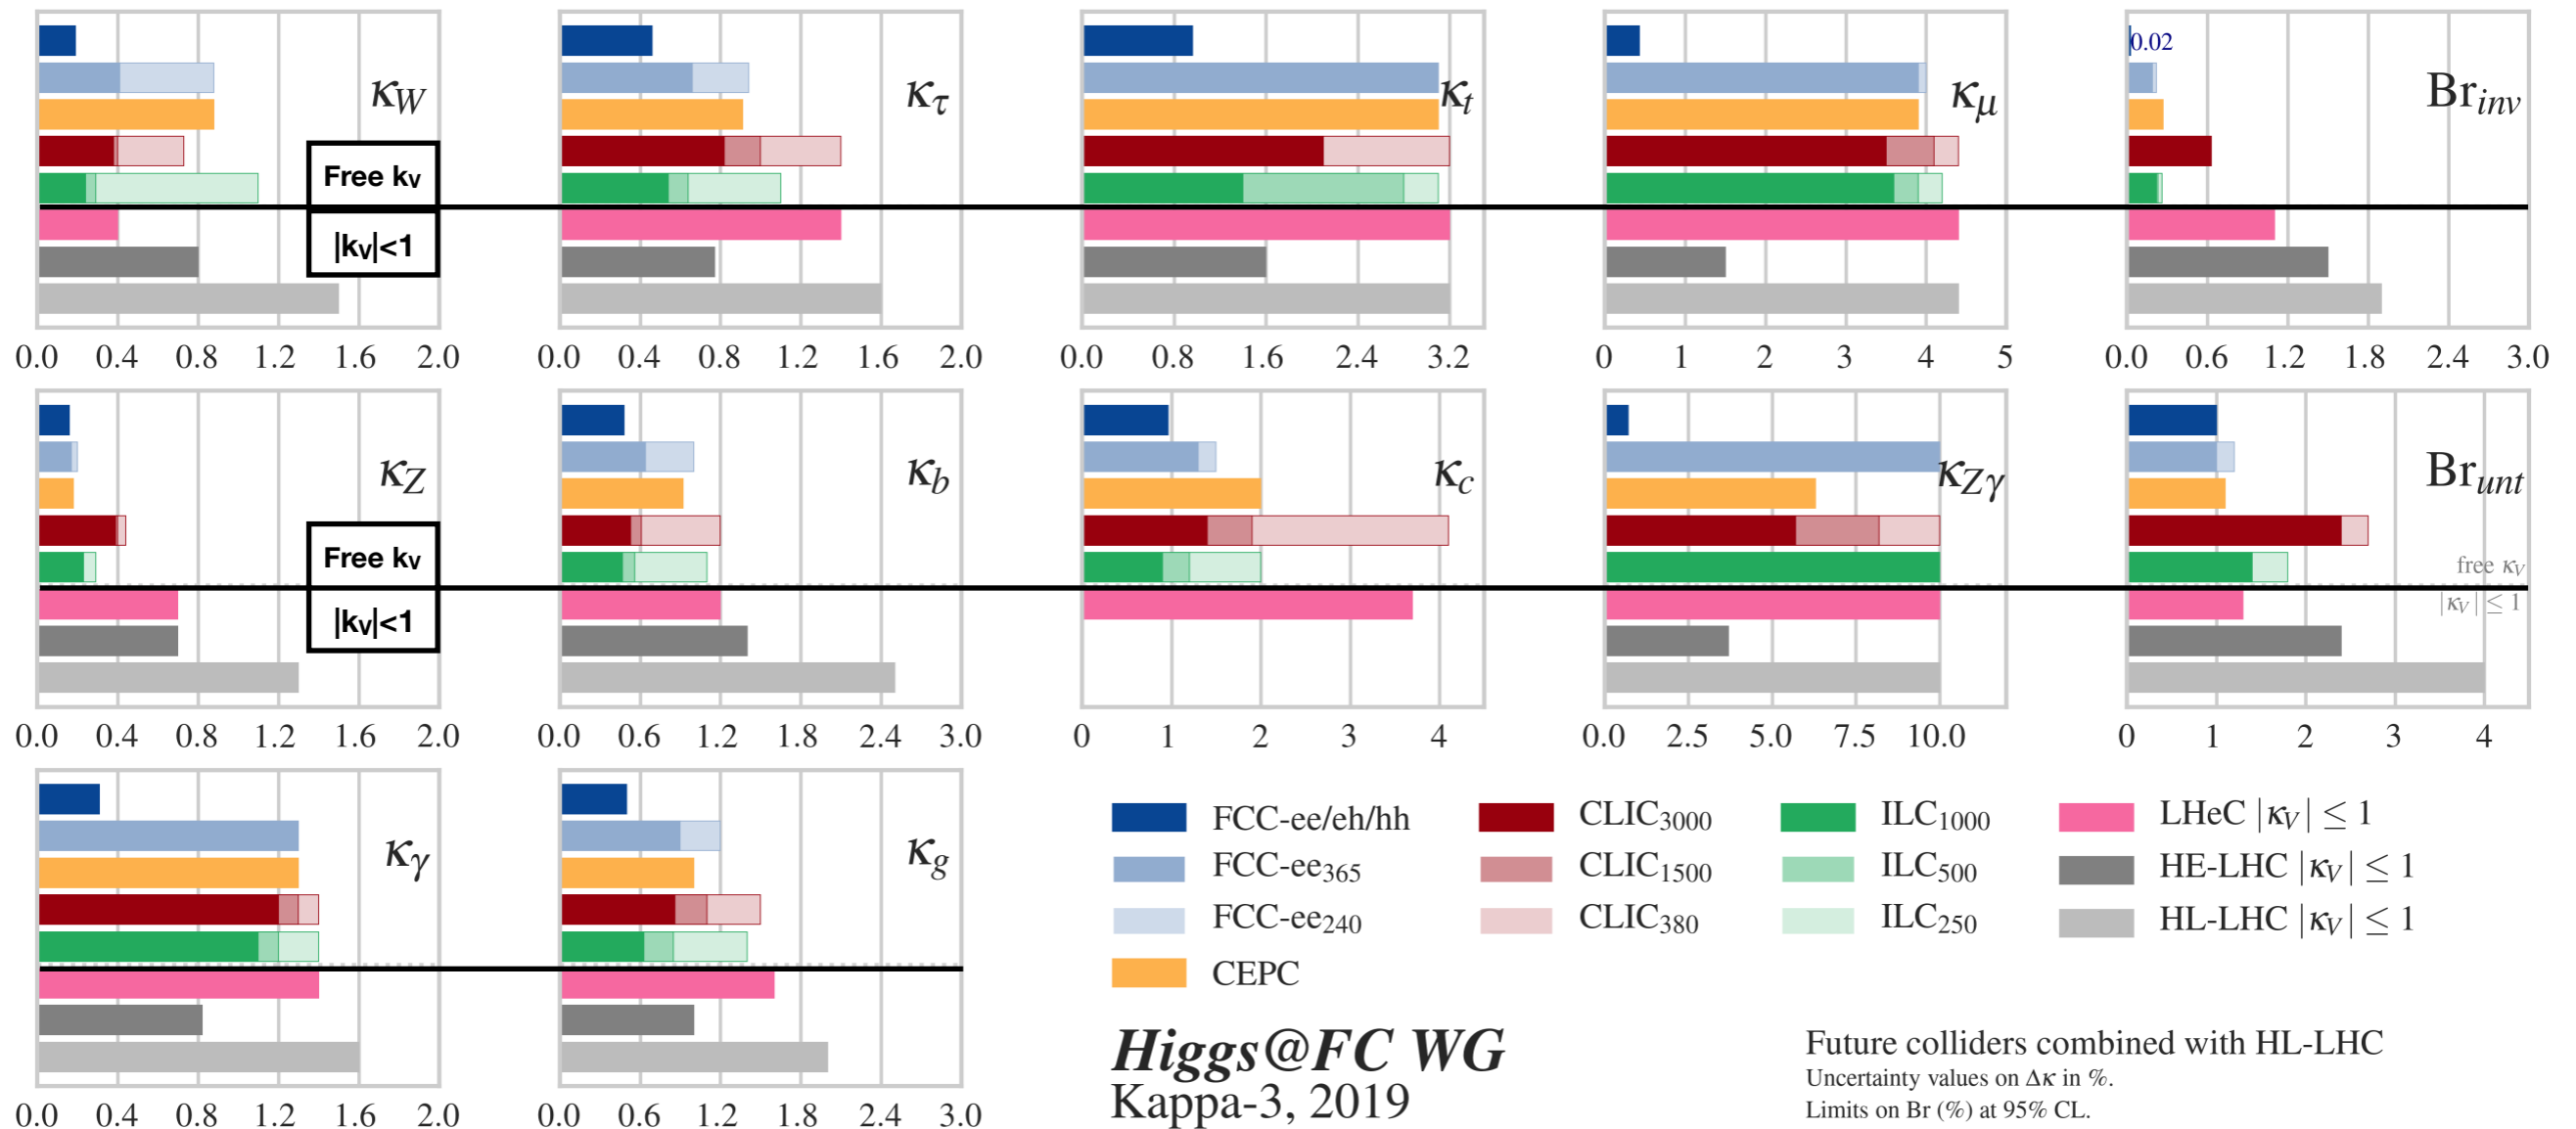 κW
κτ
κt
κμ
0.02
Brinv
Free kV
|kV|<1
0.0 0.4 0.8 1.2 1.6 2.0
0.0 0.4 0.8 1.2 1.6 2.0
0.0 0.8 1.6 2.4 3.2
0 1 2 3 4 5
0.0 0.6 1.2 1.8 2.4 3.0
κZ
κb
κc
κZγ
Brunt
Free kV
|kV|<1
free κV
|κV| ≤ 1
0.0 0.4 0.8 1.2 1.6 2.0
0.0 0.6 1.2 1.8 2.4 3.0
0 1 2 3 4
0.0 2.5 5.0 7.5 10.0
0 1 2 3 4
κγ
κg
0.0 0.4 0.8 1.2 1.6 2.0
0.0 0.6 1.2 1.8 2.4 3.0
FCC-ee/eh/hh
FCC-ee365
FCC-ee240
CEPC
CLIC3000
CLIC1500
CLIC380
ILC1000
ILC500
ILC250
LHeC |κV| ≤ 1
HE-LHC |κV| ≤ 1
HL-LHC |κV| ≤ 1
Higgs@FC WG
Kappa-3, 2019
Future colliders combined with HL-LHC
Uncertainty values on Δκ in %.
Limits on Br (%) at 95% CL.